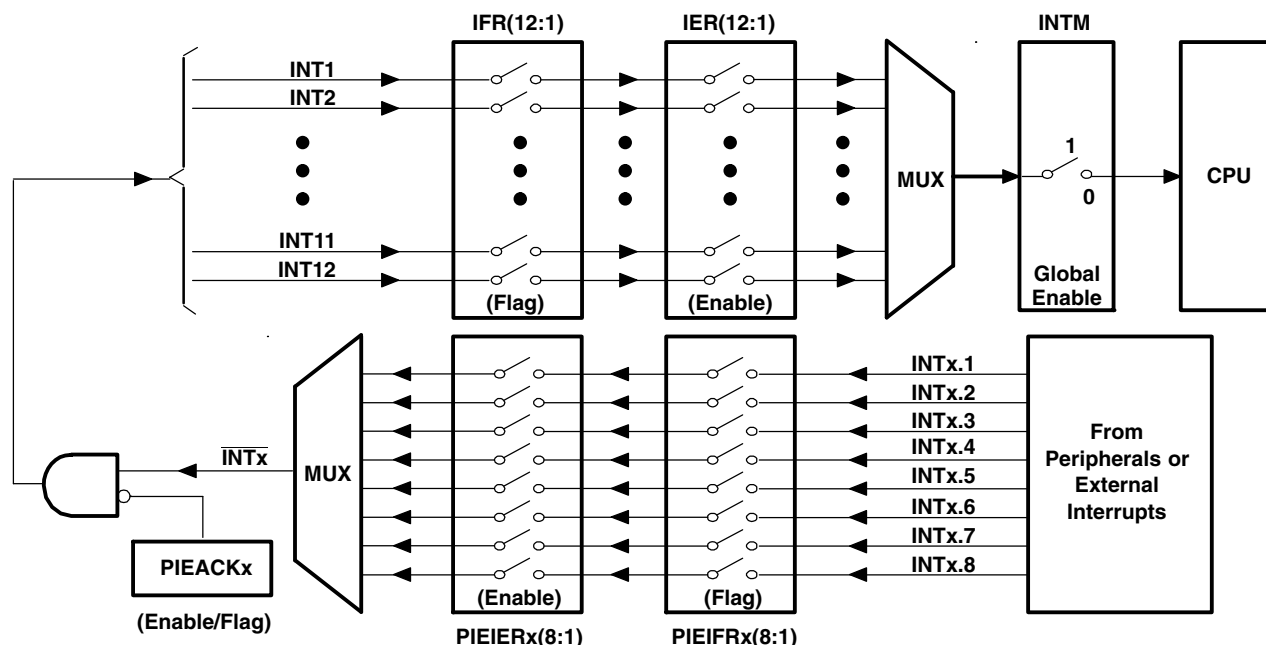 IFR(12:1)
IER(12:1)
INTM
INT1
INT2
1
MUX
CPU
0
INT11
INT12
Global
Enable
(Flag)
(Enable)
INTx.1
INTx.2
INTx.3
From
INTx
MUX
INTx.4
Peripherals or
INTx.5
External
INTx.6
Interrupts
INTx.7
PIEACKx
INTx.8
(Enable)
(Flag)
(Enable/Flag)
PIEIERx(8:1)
PIEIFRx(8:1)